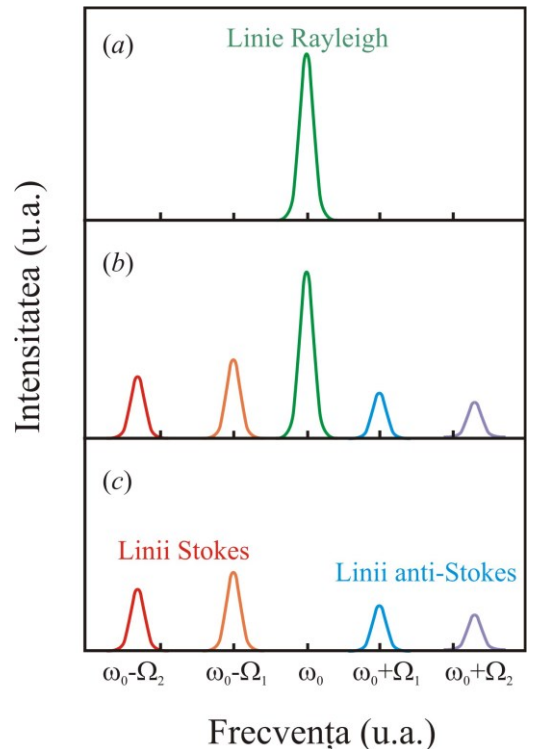 (a)
Linie Rayleigh
(b)
(c)
Linii Stokes
Linii anti-Stokes
ω₀-Ω₂ ω₀-Ω₁ ω₀ ω₀+Ω₁ ω₀+Ω₂
Frecvența (u.a.)
Intensitatea (u.a.)